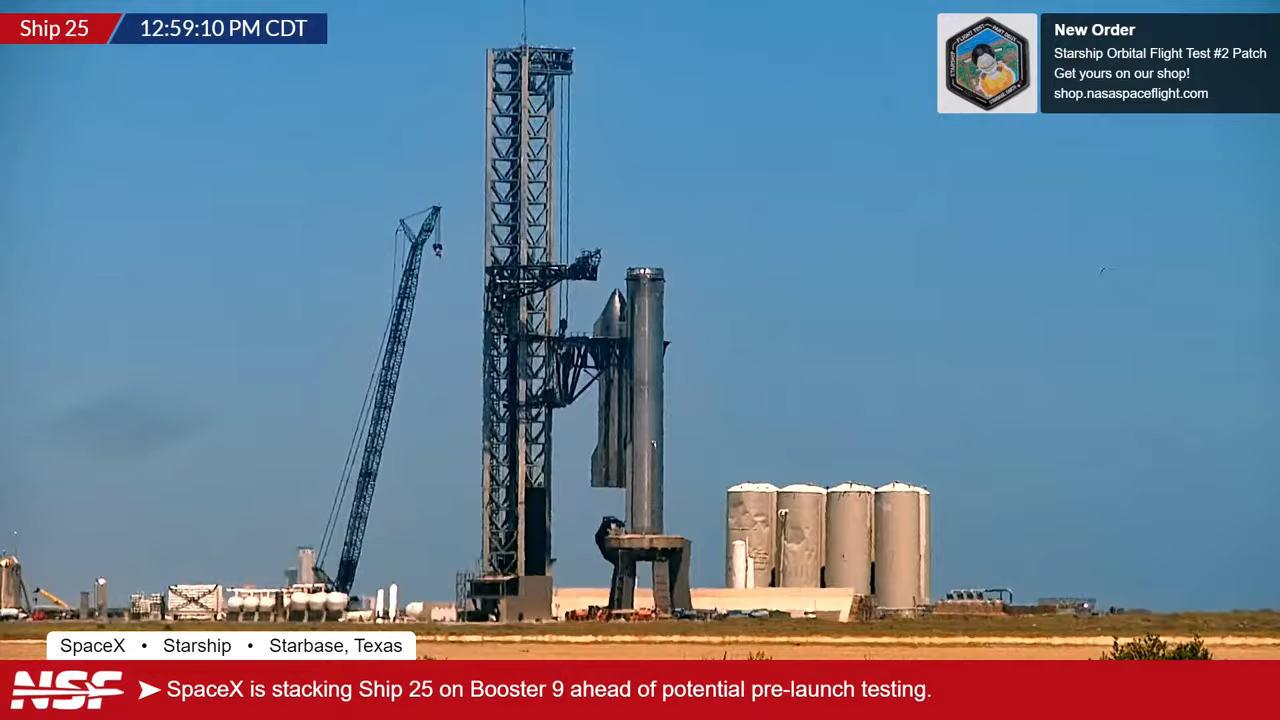 Ship 25
12:59:10 PM CDT
New Order
Starship Orbital Flight Test #2 Patch
Get yours on our shop!
shop.nasaspaceflight.com
SpaceX • Starship • Starbase, Texas
NSF
SpaceX is stacking Ship 25 on Booster 9 ahead of potential pre-launch testing.